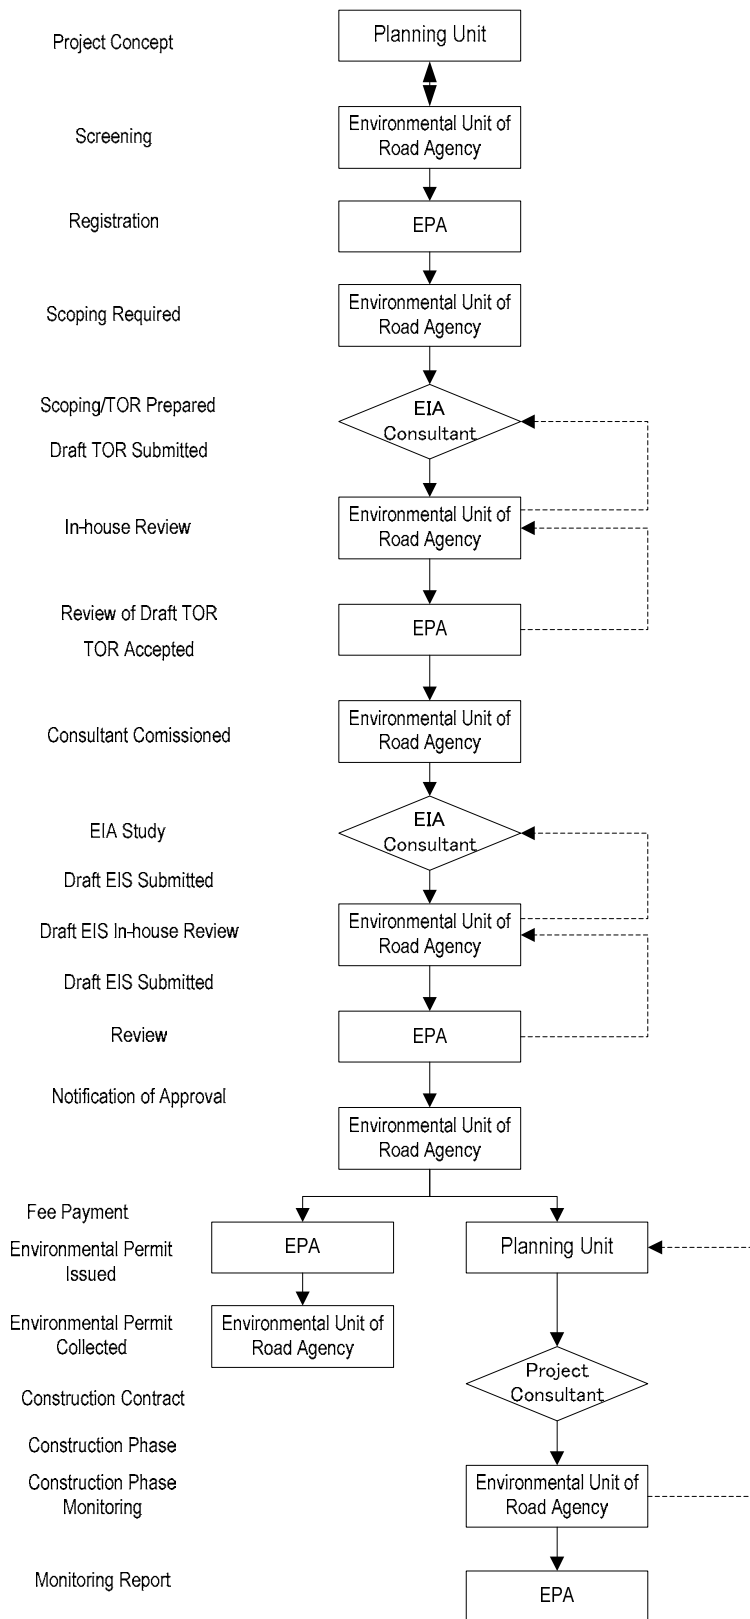 Project Concept
Planning Unit
Screening
Environmental Unit of
Road Agency
Registration
EPA
Scoping Required
Environmental Unit of
Road Agency
Scoping/TOR Prepared
EIA
Consultant
Draft TOR Submitted
In-house Review
Environmental Unit of
Road Agency
Review of Draft TOR
TOR Accepted
EPA
Consultant Comissioned
Environmental Unit of
Road Agency
EIA Study
EIA
Consultant
Draft EIS Submitted
Draft EIS In-house Review
Environmental Unit of
Road Agency
Draft EIS Submitted
Review
EPA
Notification of Approval
Environmental Unit of
Road Agency
Fee Payment
Environmental Permit
Issued
EPA
Planning Unit
Environmental Permit
Collected
Environmental Unit of
Road Agency
Project
Consultant
Construction Contract
Construction Phase
Construction Phase
Monitoring
Environmental Unit of
Road Agency
Monitoring Report
EPA